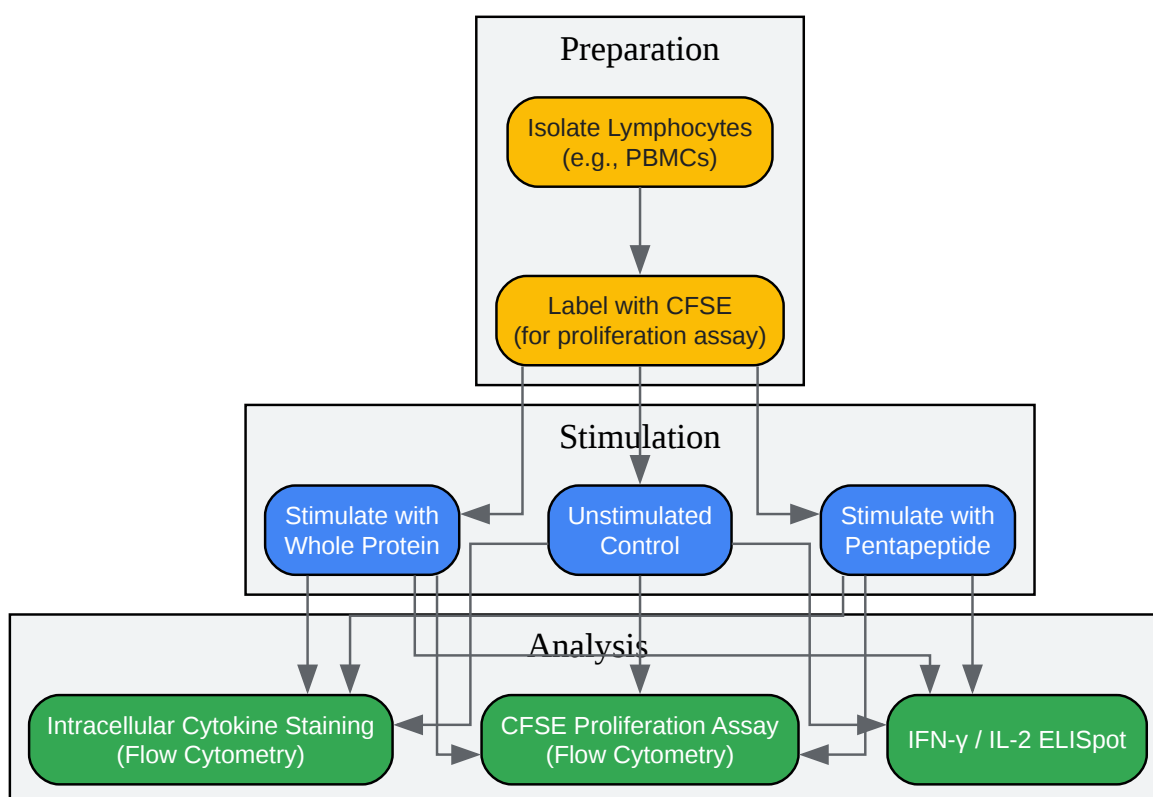 Preparation
Isolate Lymphocytes
(e.g., PBMCs)
Label with CFSE
(for proliferation assay)
Stimulation
Stimulate with
Whole Protein
Unstimulated
Control
Stimulate with
Pentapeptide
Analysis
Intracellular Cytokine Staining
(Flow Cytometry)
CFSE Proliferation Assay
(Flow Cytometry)
IFN-γ / IL-2 ELISpot